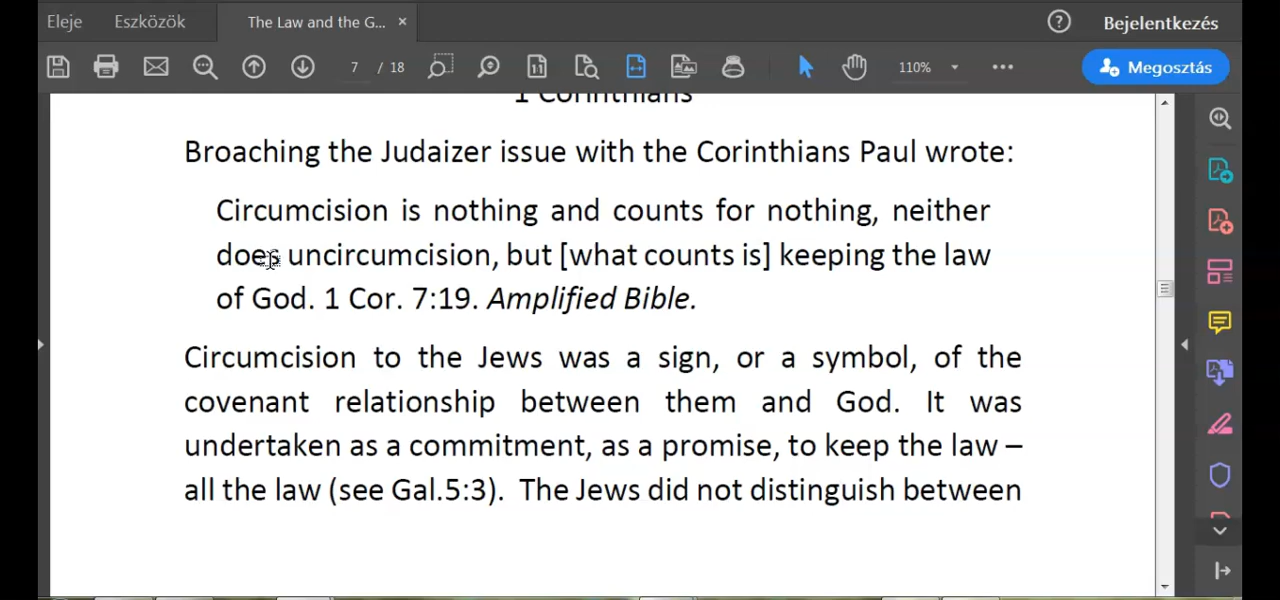 Eleje Eszközök The Law and the G... × ? Bejelentkezés
7 / 18 110% Megosztás
1 Corinthians
Broaching the Judaizer issue with the Corinthians Paul wrote:
Circumcision is nothing and counts for nothing, neither
does uncircumcision, but [what counts is] keeping the law
of God. 1 Cor. 7:19. Amplified Bible.
Circumcision to the Jews was a sign, or a symbol, of the
covenant relationship between them and God. It was
undertaken as a commitment, as a promise, to keep the law –
all the law (see Gal.5:3). The Jews did not distinguish between